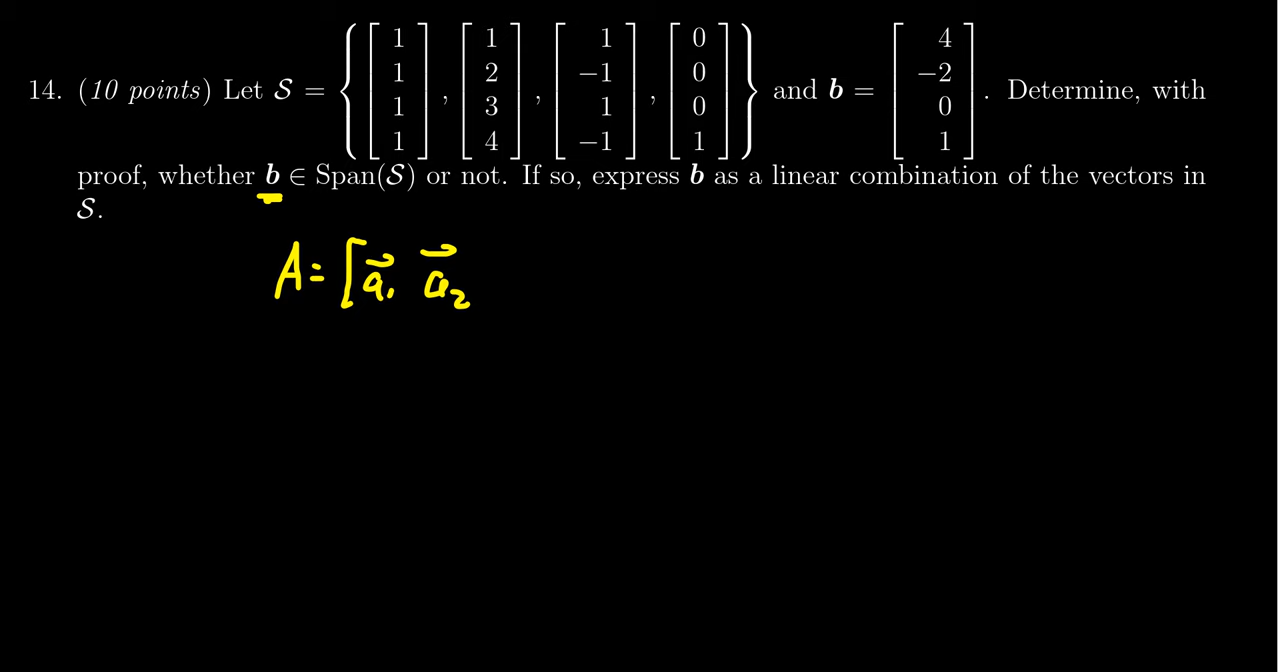 14. (10 points) Let 𝒮 = { [1 1 1 1], [1 2 3 4], [1 −1 1 −1], [0 0 0 1] } and b = [4 −2 0 1]. Determine, with
proof, whether b ∈ Span(𝒮) or not. If so, express b as a linear combination of the vectors in
𝒮.
A = [a⃗₁ a⃗₂